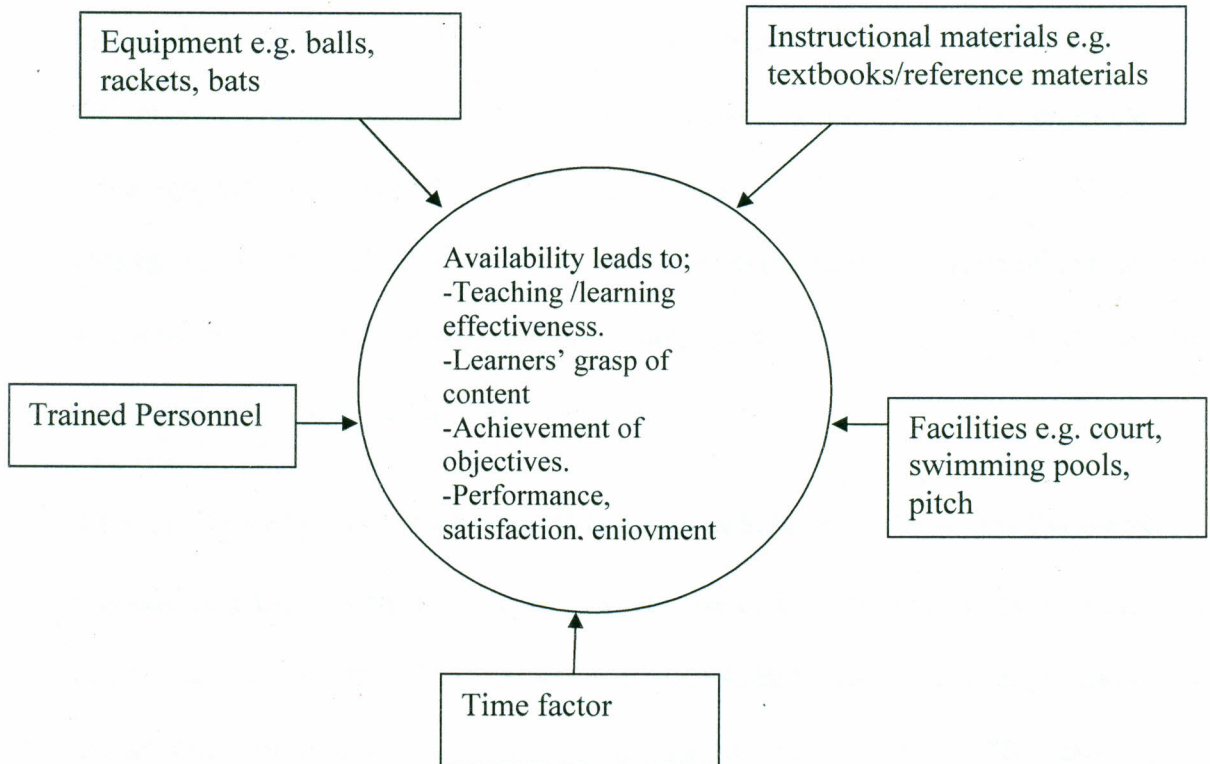 Equipment e.g. balls,
rackets, bats
Instructional materials e.g.
textbooks/reference materials
Availability leads to;
-Teaching /learning
effectiveness.
-Learners’ grasp of
content
-Achievement of
objectives.
-Performance,
satisfaction, enjoyment
Trained Personnel
Facilities e.g. court,
swimming pools,
pitch
Time factor